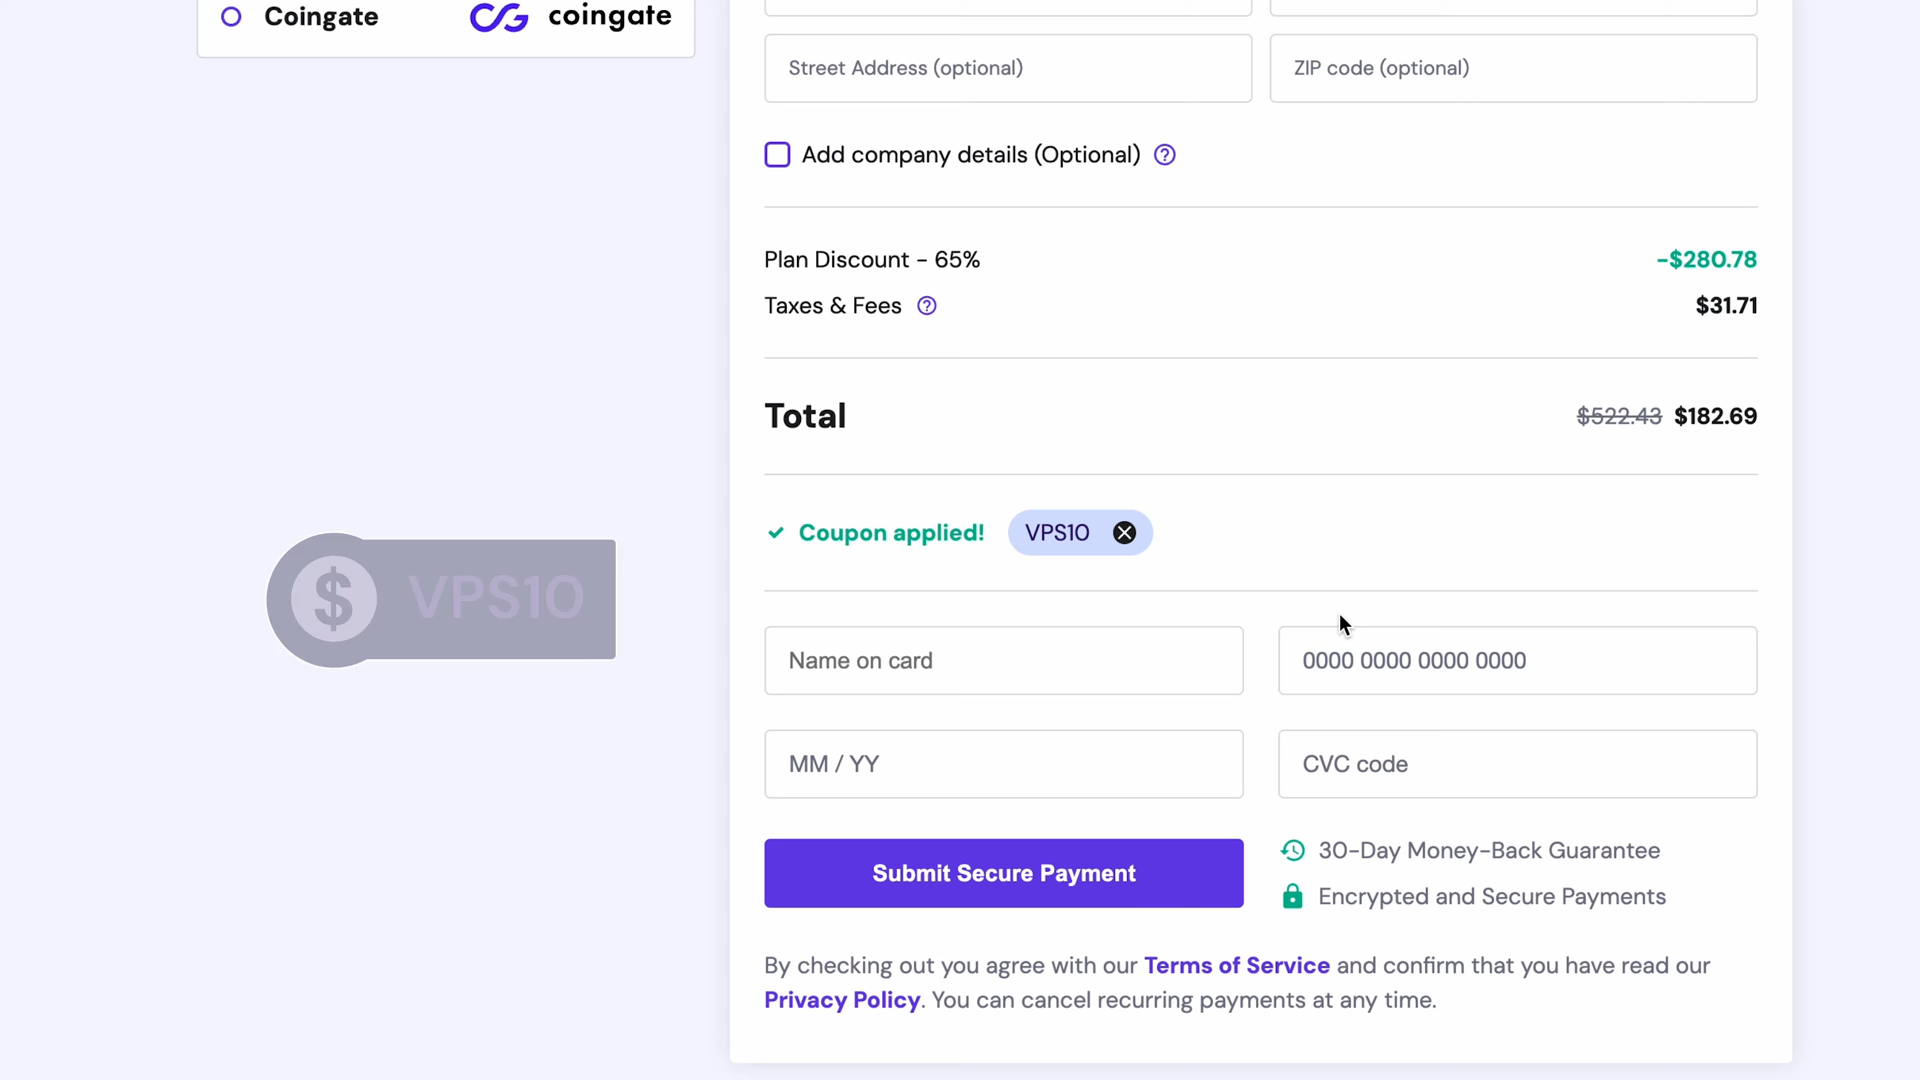 Coingate
coingate
Street Address (optional)
ZIP code (optional)
Add company details (Optional)
Plan Discount - 65%
-$280.78
Taxes & Fees
$31.71
Total
$522.43 $182.69
Coupon applied!
VPS10
$ VPS10
Name on card
0000 0000 0000 0000
MM / YY
CVC code
Submit Secure Payment
30-Day Money-Back Guarantee
Encrypted and Secure Payments
By checking out you agree with our Terms of Service and confirm that you have read our
Privacy Policy. You can cancel recurring payments at any time.